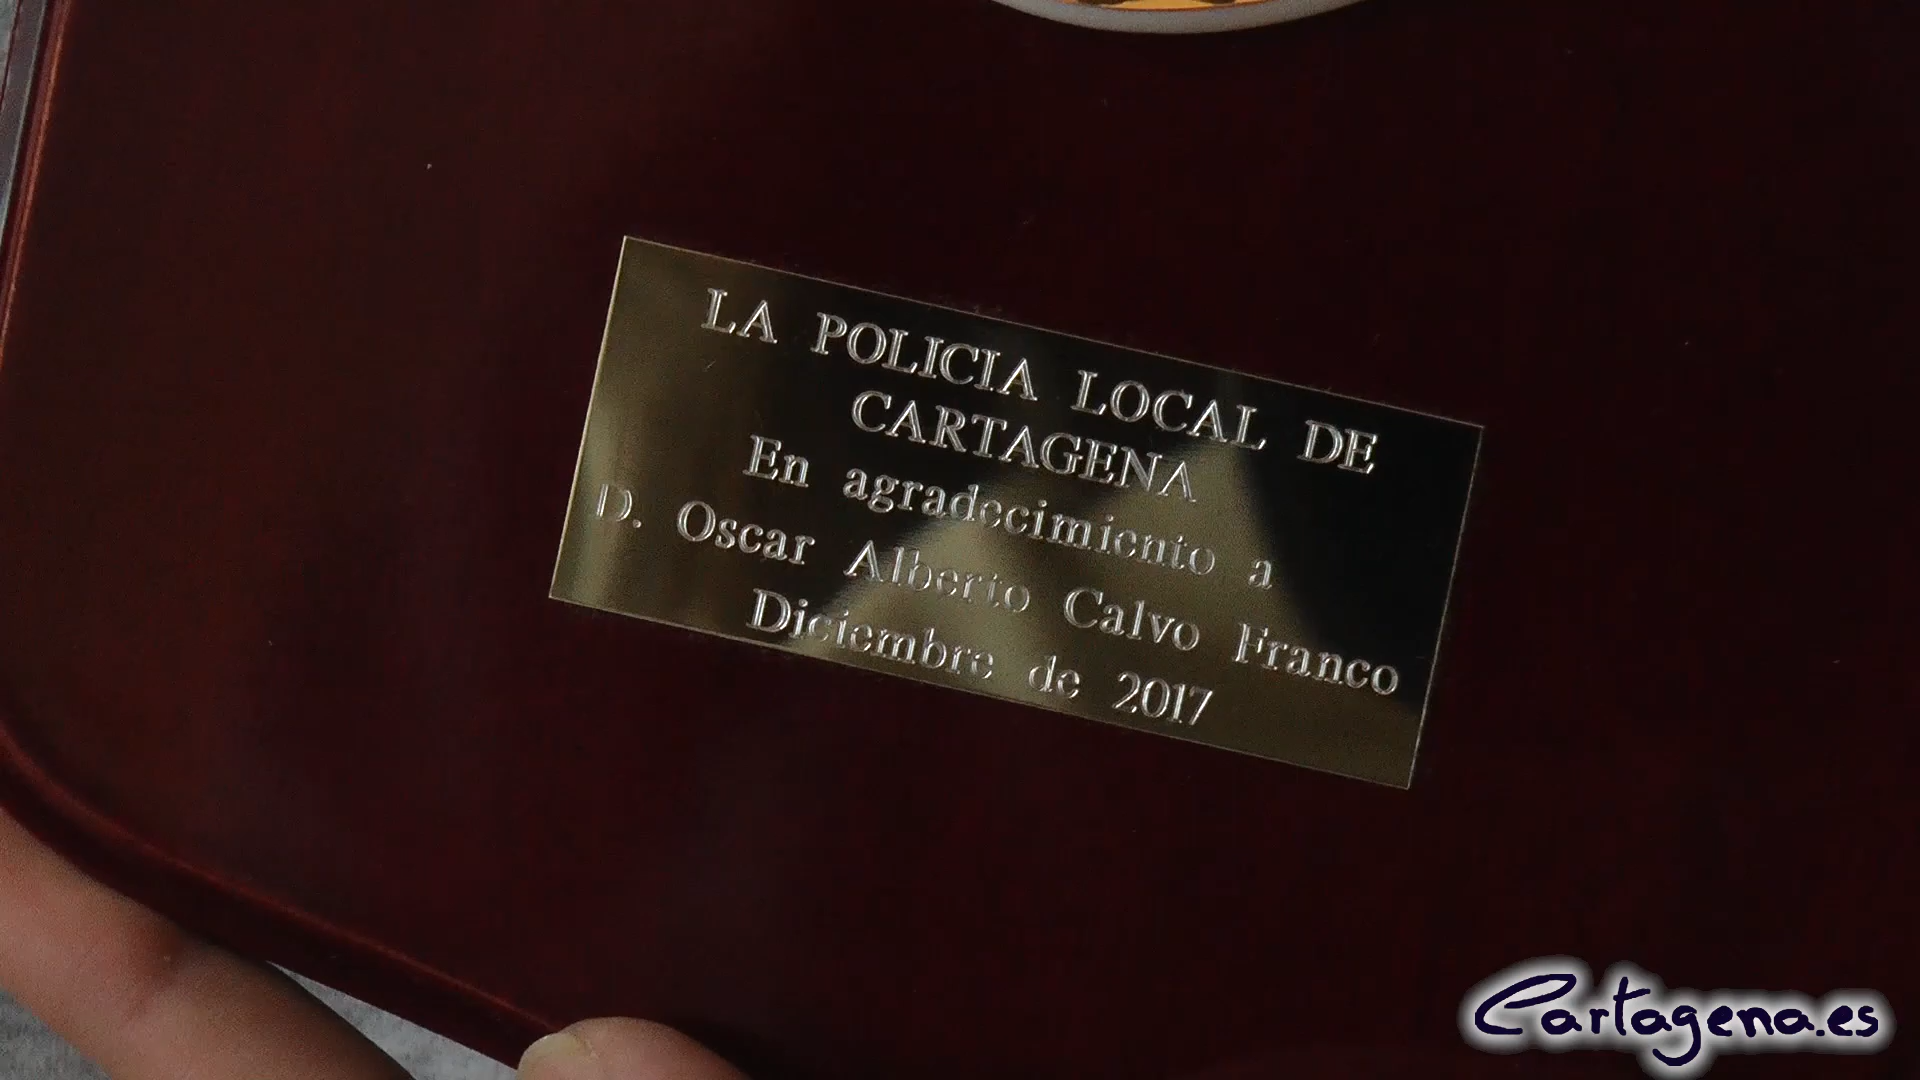 LA POLICIA LOCAL DE
CARTAGENA
En agradecimiento a
D. Oscar Alberto Calvo Franco
Diciembre de 2017
Cartagena.es